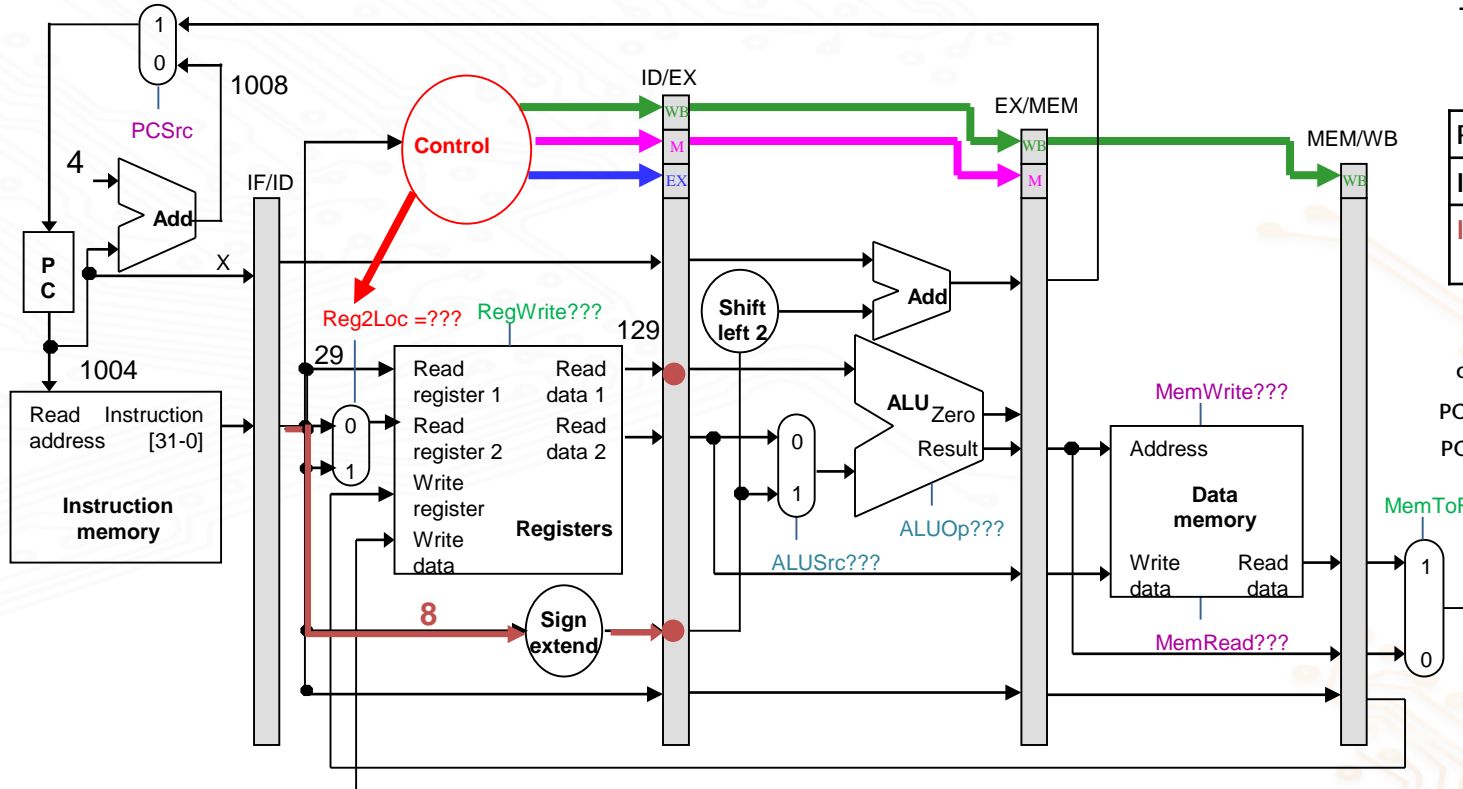 1
0
1008
PCSrc
4
Add
P
C
X
IF/ID
1004
Read address
Instruction [31-0]
Instruction
memory
Control
ID/EX
WB
M
EX
EX/MEM
WB
M
MEM/WB
WB
Reg2Loc =???
RegWrite???
129
29
0
1
Read
register 1
Read
data 1
Read
register 2
Read
data 2
Write
register
Registers
Write
data
8
Sign
extend
Shift
left 2
Add
0
1
ALUSrc???
ALU
Zero
Result
ALUOp???
MemWrite???
Address
Data
memory
Write
data
Read
data
MemRead???
PC
PC
MemToR
1
0